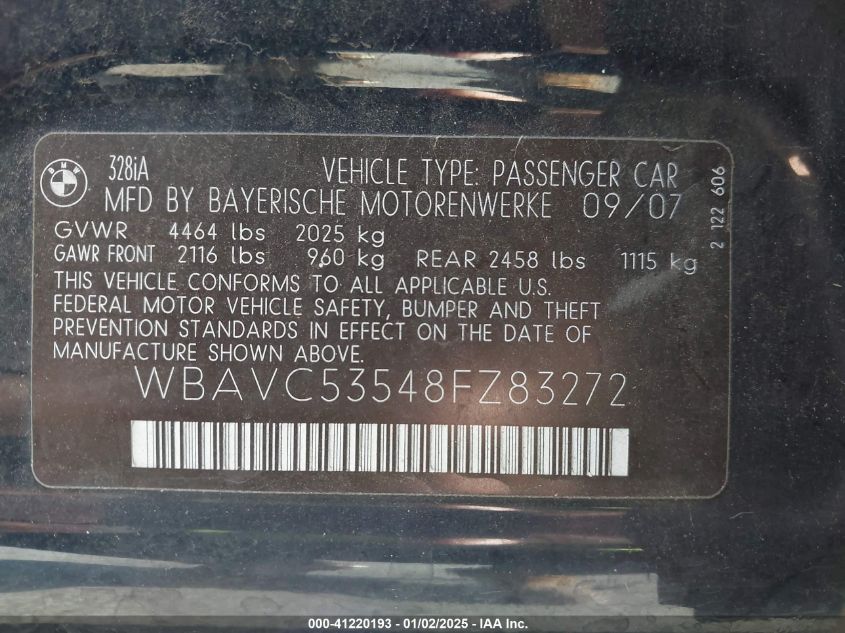 BMW
328iA VEHICLE TYPE: PASSENGER CAR
MFD BY BAYERISCHE MOTORENWERKE 09/07
GVWR 4464 lbs 2025 kg
GAWR FRONT 2116 lbs 960 kg REAR 2458 lbs 1115 kg
THIS VEHICLE CONFORMS TO ALL APPLICABLE U.S.
FEDERAL MOTOR VEHICLE SAFETY, BUMPER AND THEFT
PREVENTION STANDARDS IN EFFECT ON THE DATE OF
MANUFACTURE SHOWN ABOVE.
WBAVC53548FZ83272
2 122 606
000-41220193 - 01/02/2025 - IAA Inc.